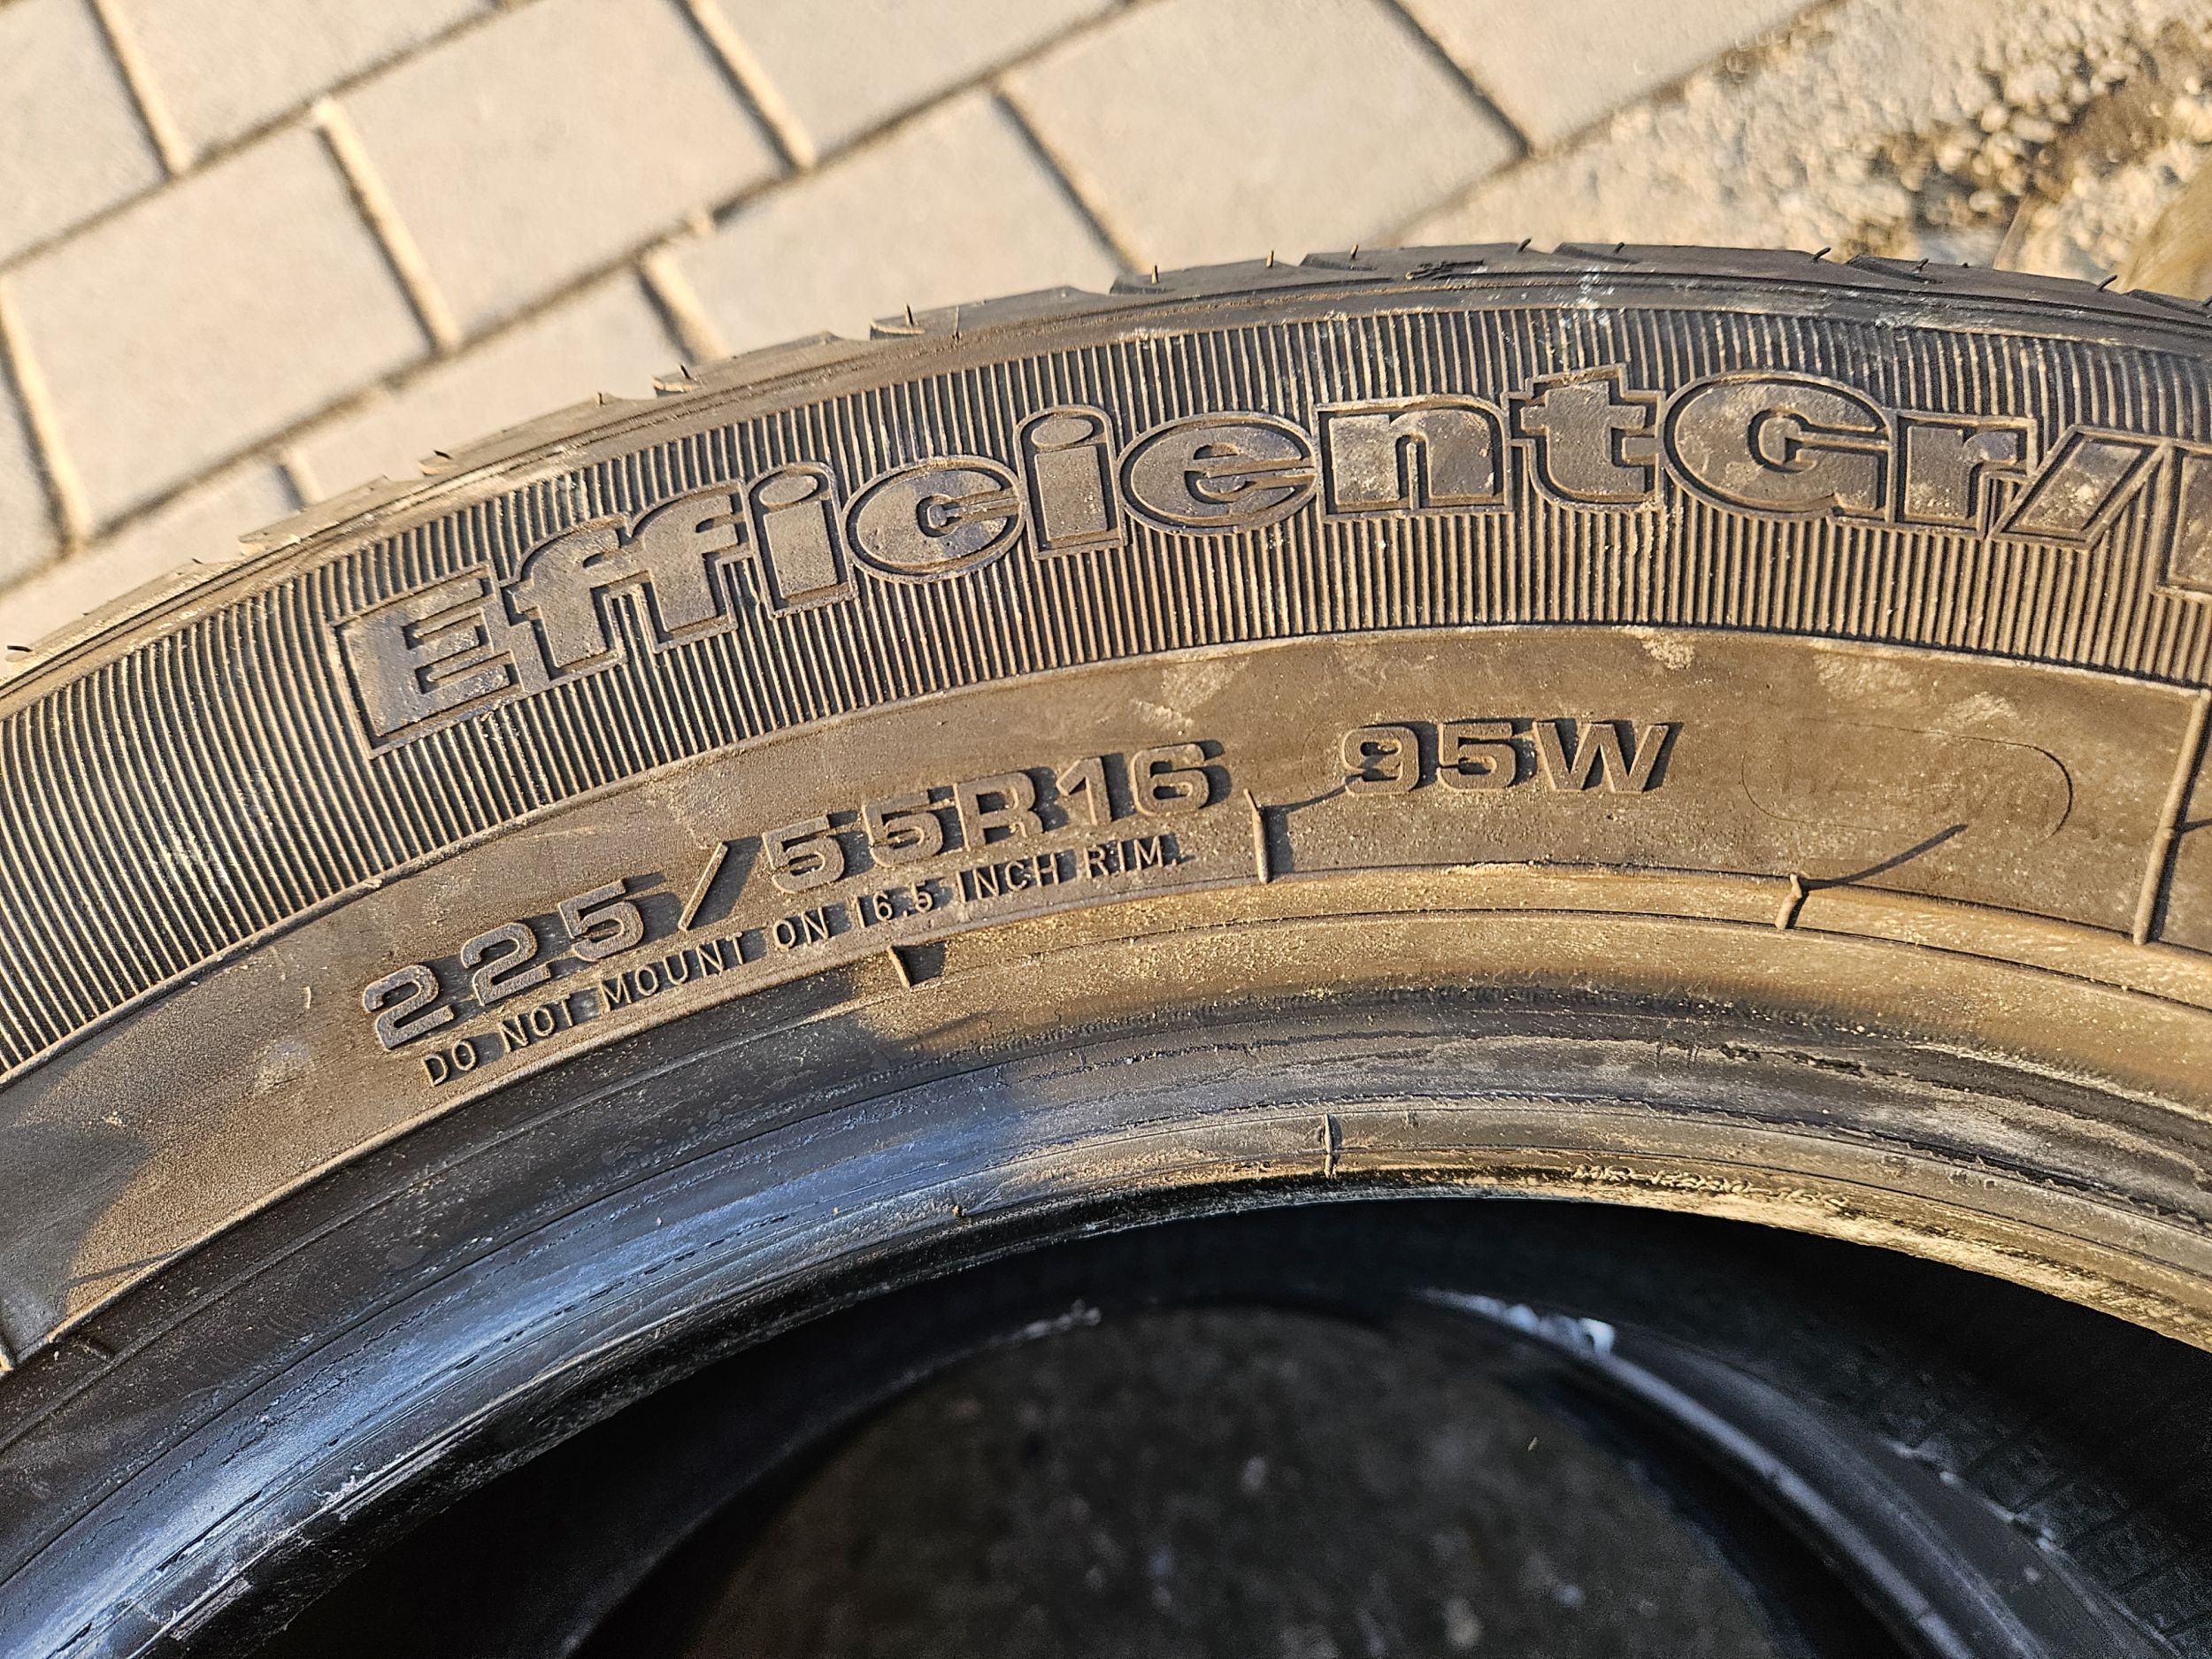 EfficientGr/
225/55R16 95W
DO NOT MOUNT ON 16.5 INCH RIM.